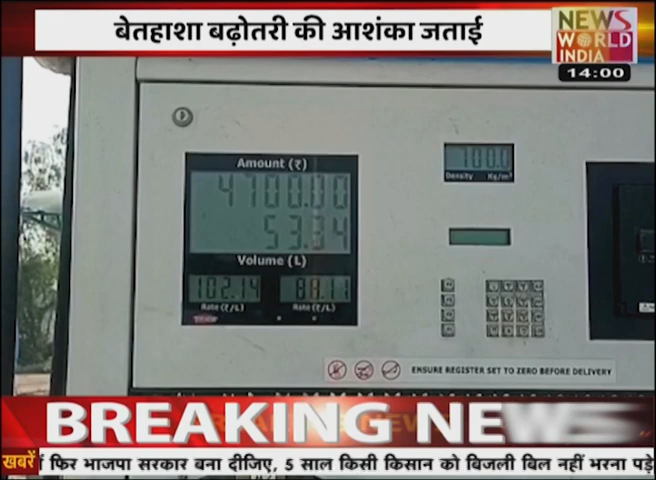 बेतहाशा बढ़ोतरी की आशंका जताई
NEWS
WORLD
INDIA
14:00
Amount (₹)
4700.00
53.34
Volume (L)
102.14
88.11
Rate (₹/L)
Rate (₹/L)
700.0
Density Kg/m³
ENSURE REGISTER SET TO ZERO BEFORE DELIVERY
BREAKING NEWS
खबरें फिर भाजपा सरकार बना दीजिए, 5 साल किसी किसान को बिजली बिल नहीं भरना पड़े